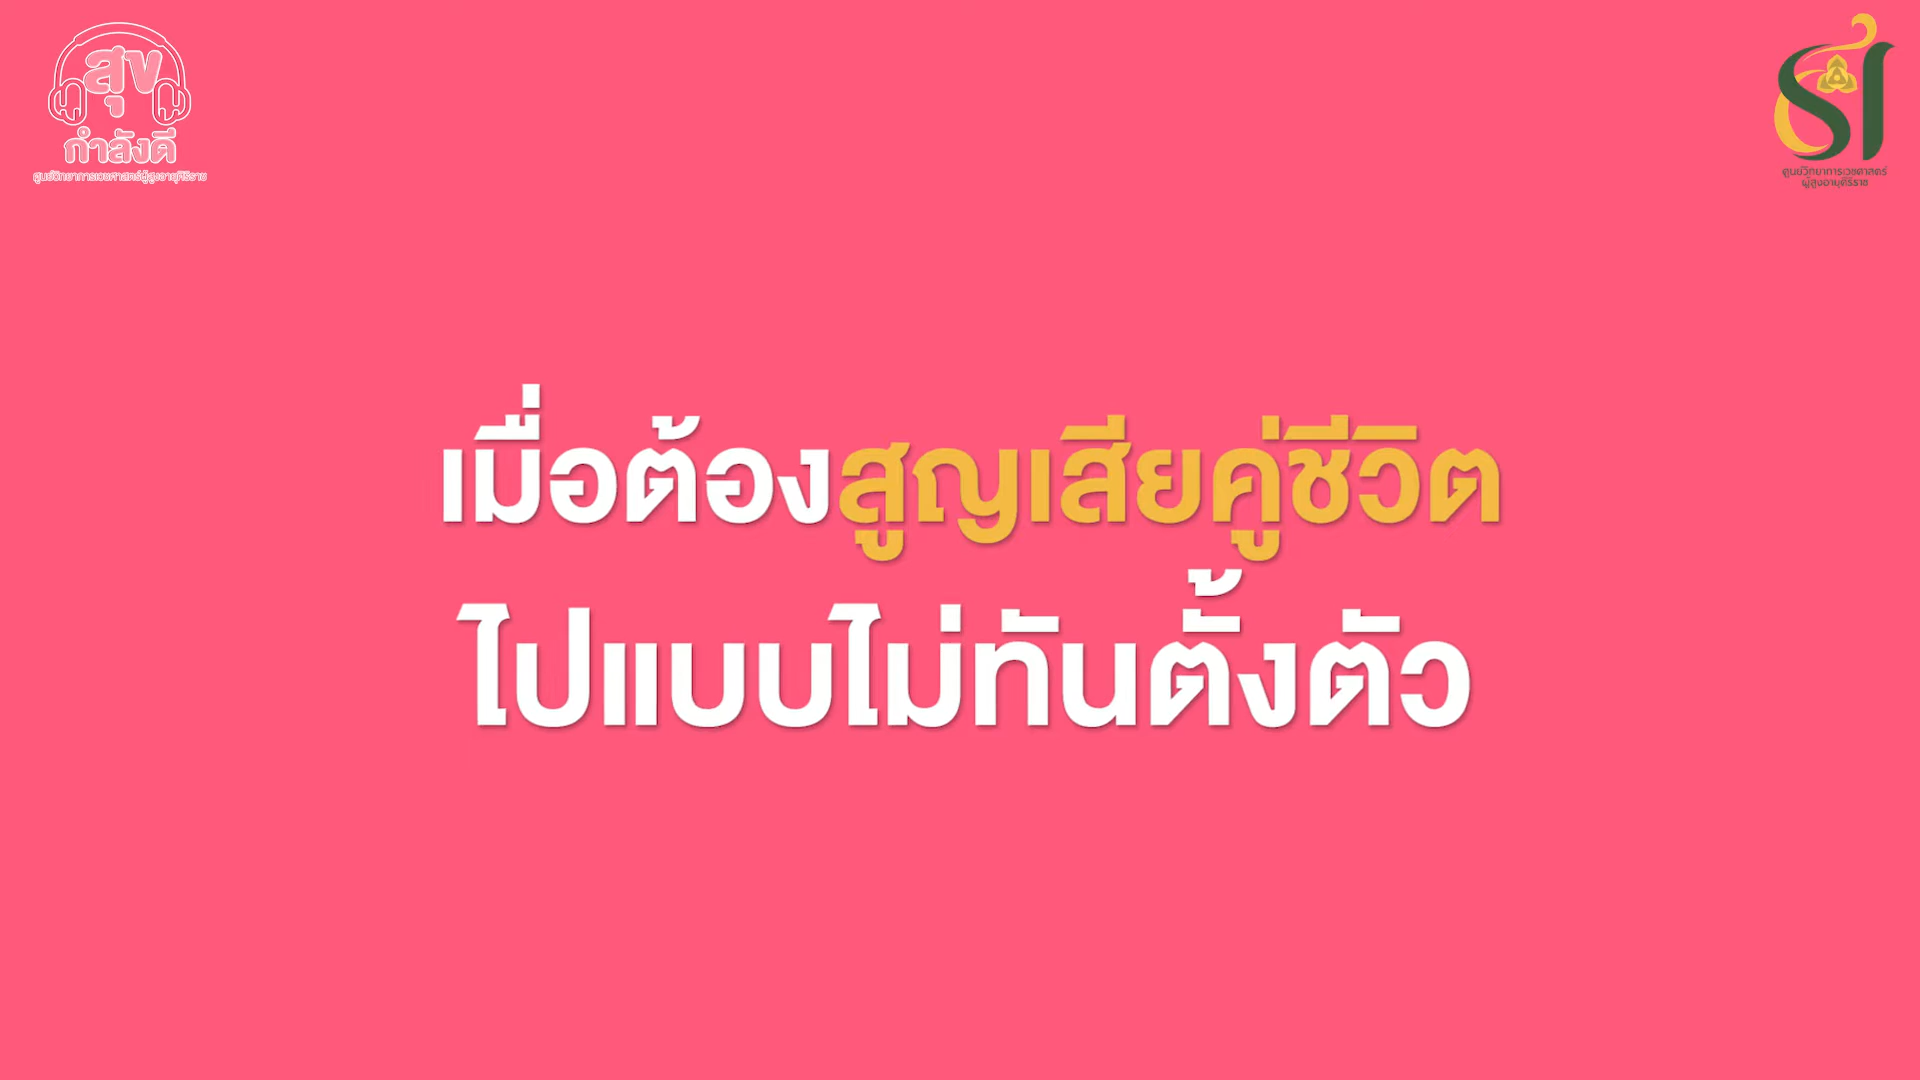 สุข
กำลังดี
ศูนย์วิทยาการเวชศาสตร์ผู้สูงอายุศิริราช
ศูนย์วิทยาการเวชศาสตร์
ผู้สูงอายุศิริราช
เมื่อต้องสูญเสียคู่ชีวิต
ไปแบบไม่ทันตั้งตัว